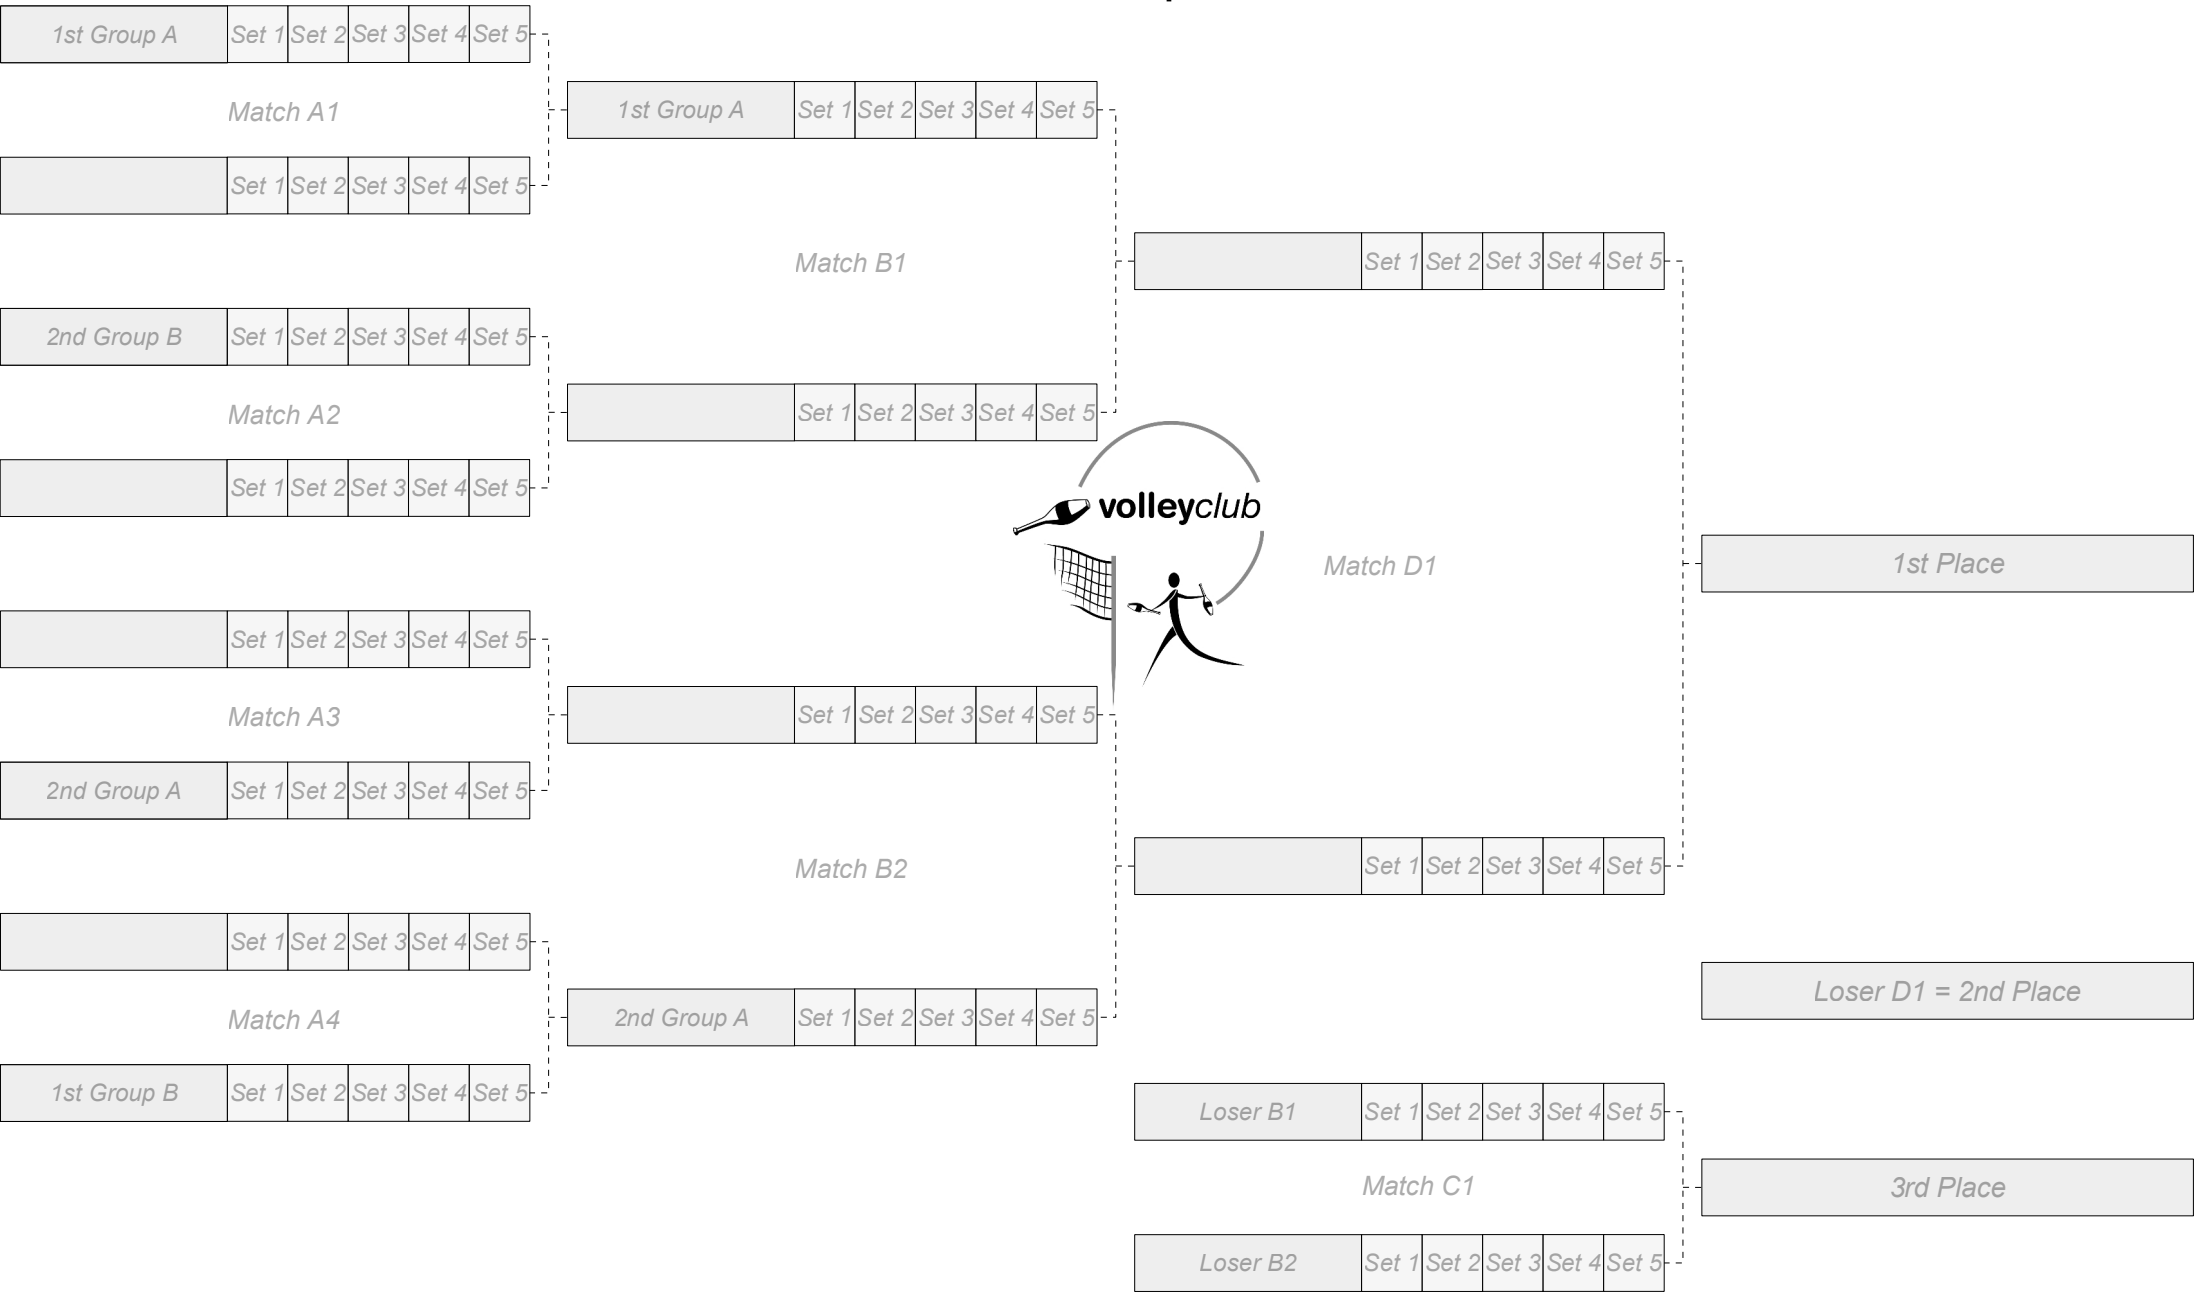 1st Group A Set 1 Set 2 Set 3 Set 4 Set 5
Match A1
Set 1 Set 2 Set 3 Set 4 Set 5
2nd Group B Set 1 Set 2 Set 3 Set 4 Set 5
Match A2
Set 1 Set 2 Set 3 Set 4 Set 5
Set 1 Set 2 Set 3 Set 4 Set 5
Match A3
2nd Group A Set 1 Set 2 Set 3 Set 4 Set 5
Set 1 Set 2 Set 3 Set 4 Set 5
Match A4
1st Group B Set 1 Set 2 Set 3 Set 4 Set 5
1st Group A Set 1 Set 2 Set 3 Set 4 Set 5
Match B1
Set 1 Set 2 Set 3 Set 4 Set 5
Set 1 Set 2 Set 3 Set 4 Set 5
Match B2
2nd Group A Set 1 Set 2 Set 3 Set 4 Set 5
Set 1 Set 2 Set 3 Set 4 Set 5
volleyclub
Match D1
Set 1 Set 2 Set 3 Set 4 Set 5
Loser B1 Set 1 Set 2 Set 3 Set 4 Set 5
Match C1
Loser B2 Set 1 Set 2 Set 3 Set 4 Set 5
1st Place
Loser D1 = 2nd Place
3rd Place